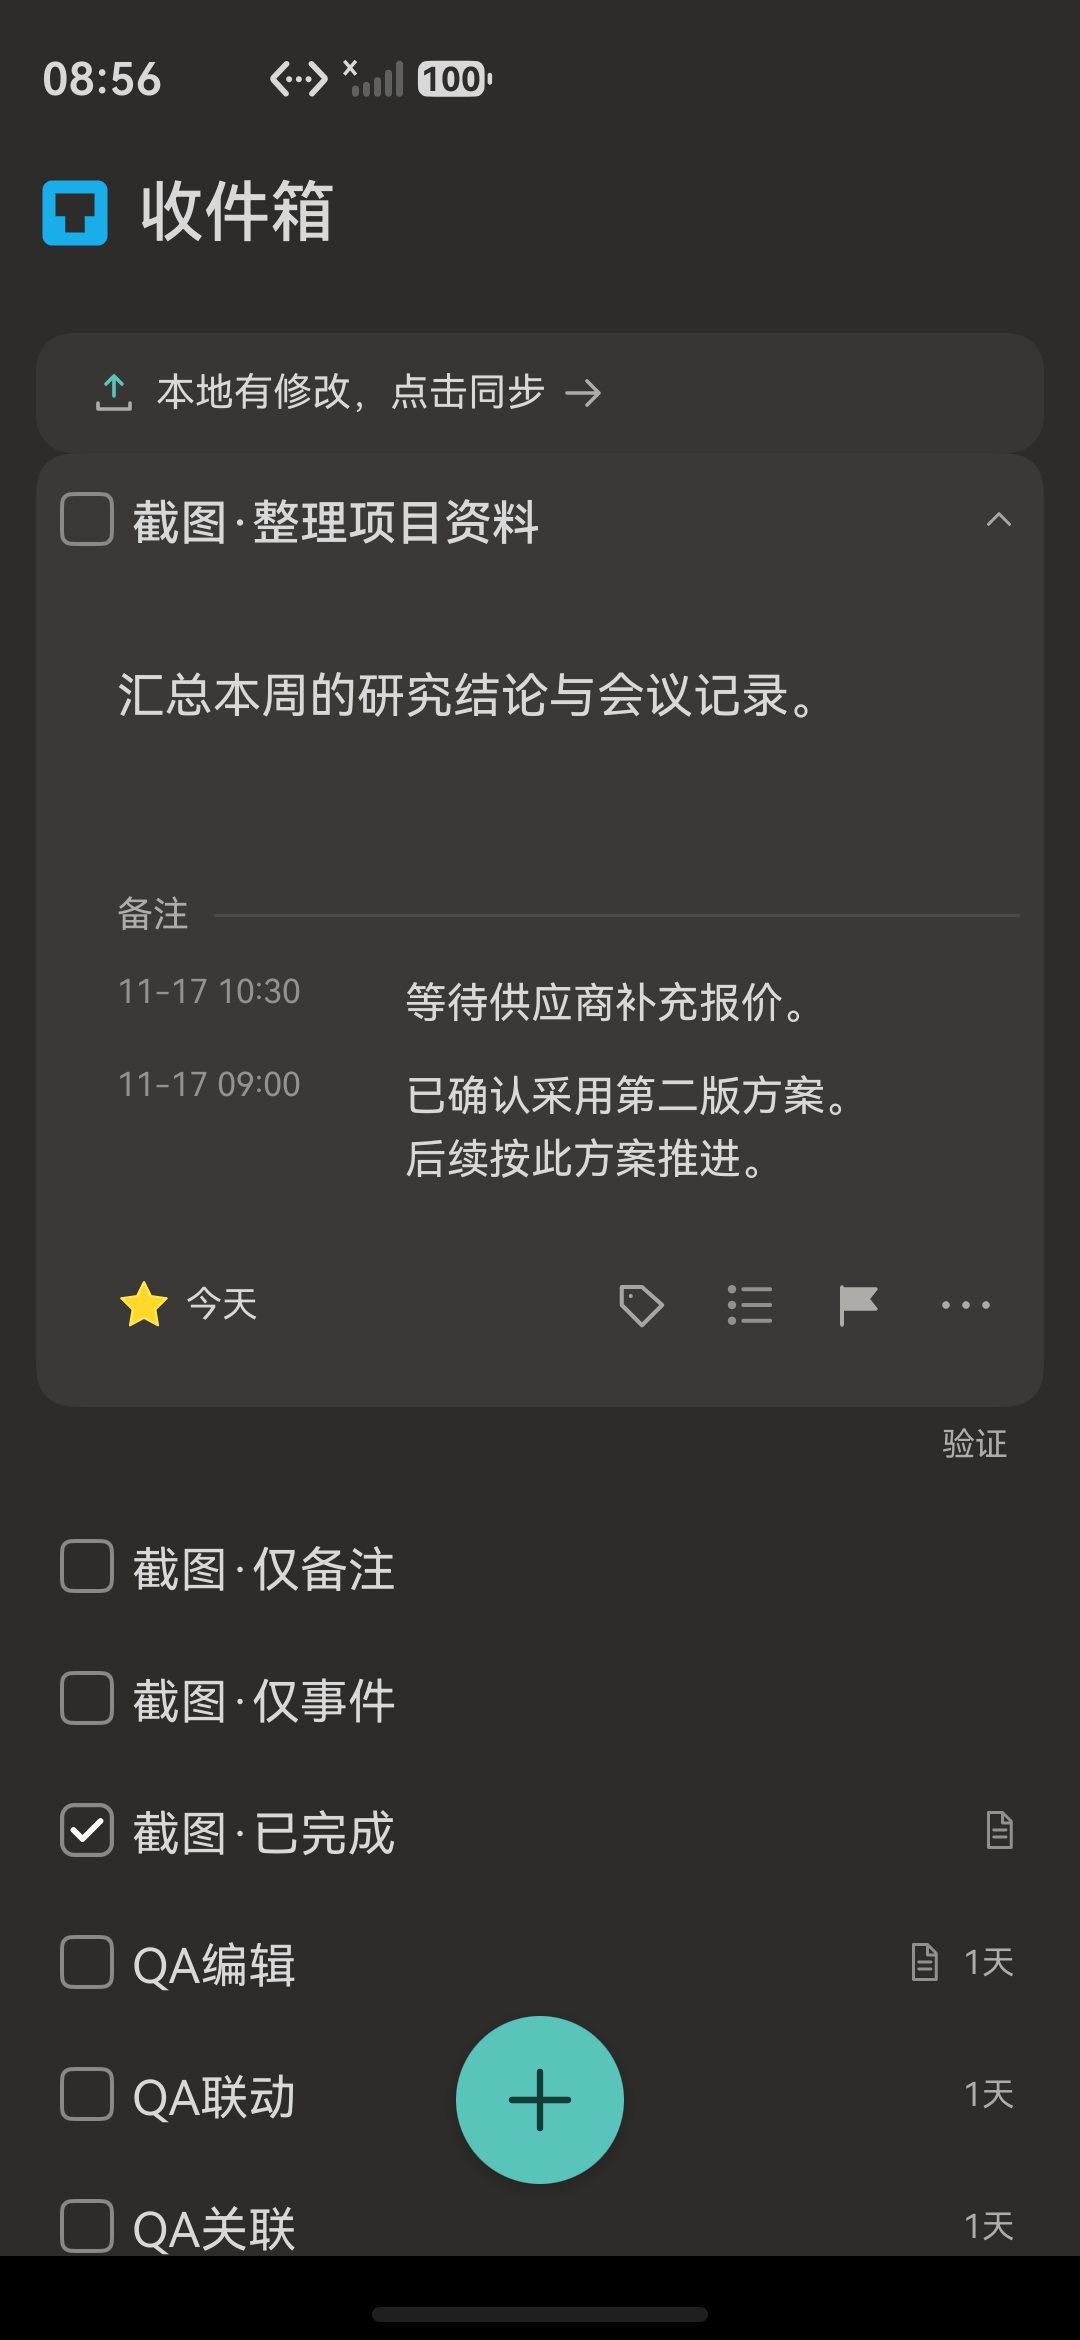 08:56
100
收件箱
本地有修改，点击同步 →
截图·整理项目资料
汇总本周的研究结论与会议记录。
备注
11-17 10:30 等待供应商补充报价。
11-17 09:00 已确认采用第二版方案。
后续按此方案推进。
今天
验证
截图·仅备注
截图·仅事件
截图·已完成
QA编辑 1天
QA联动 1天
QA关联 1天